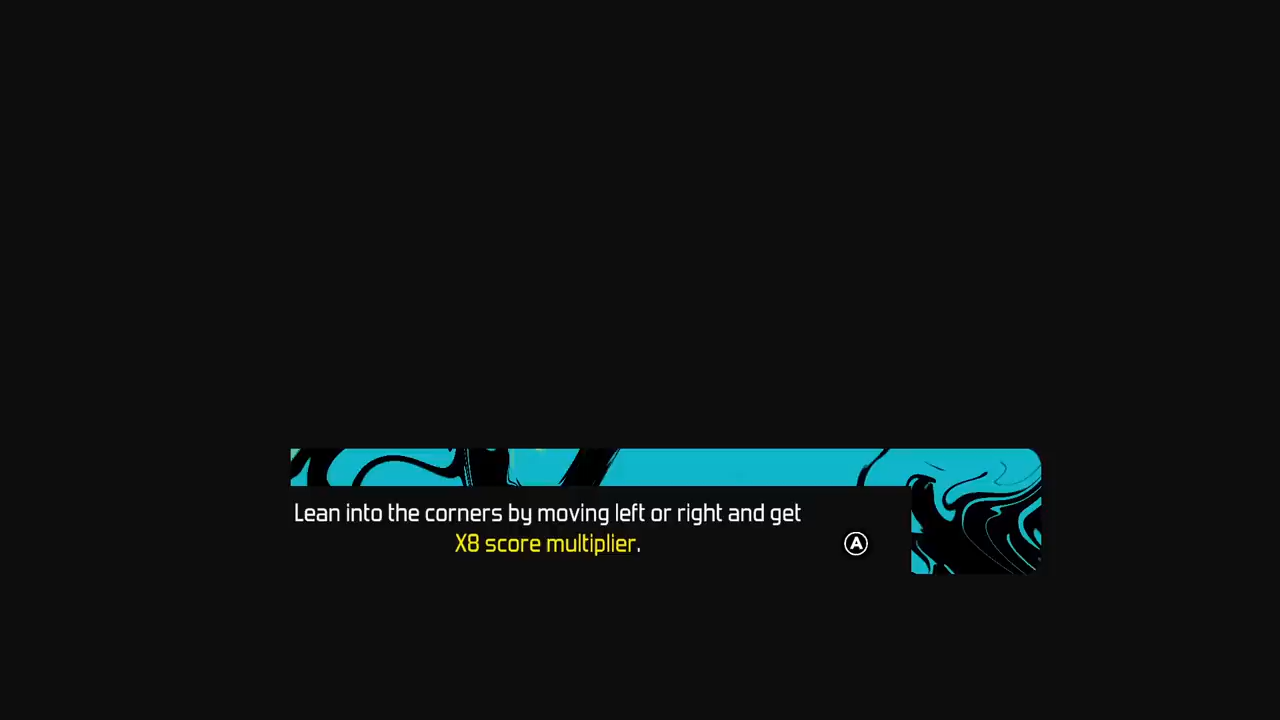 Lean into the corners by moving left or right and get
X8 score multiplier.
A